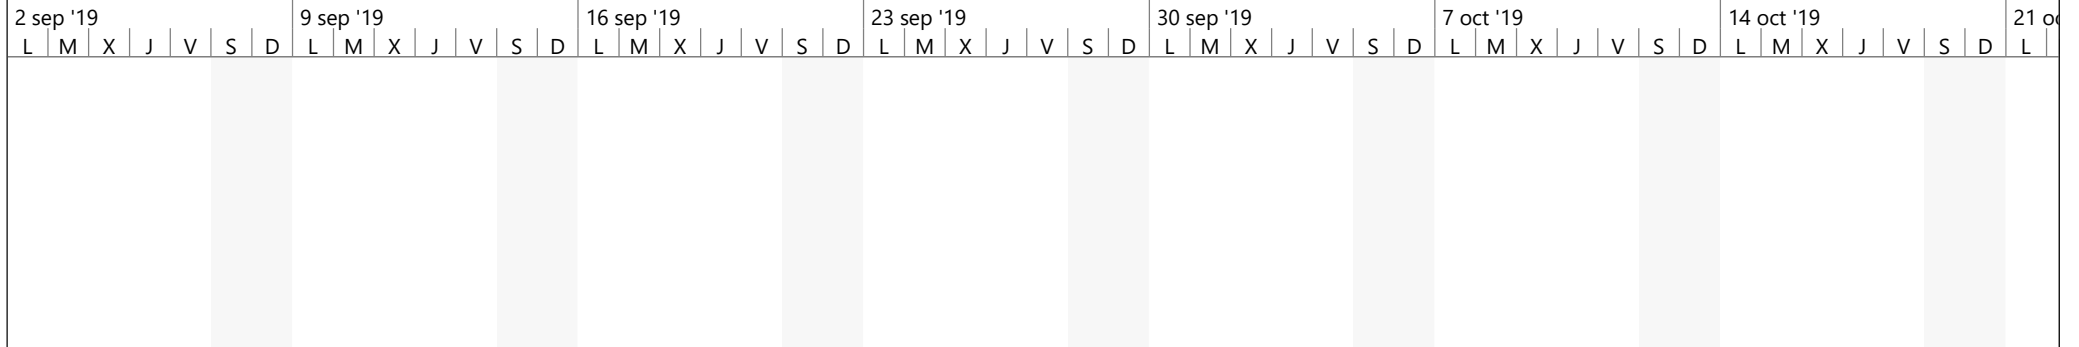 2 sep '19 9 sep '19 16 sep '19 23 sep '19 30 sep '19 7 oct '19 14 oct '19 21
L M X J V S D L M X J V S D L M X J V S D L M X J V S D L M X J V S D L M X J V S D L M X J V S D L